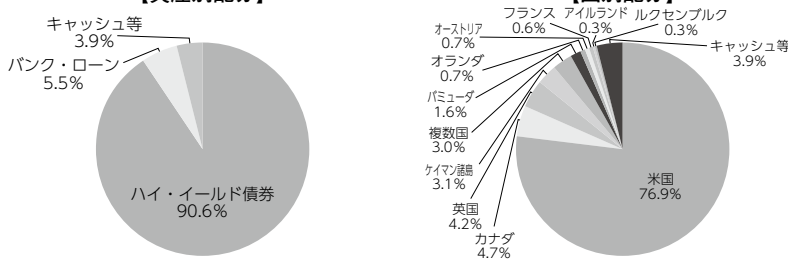 キャッシュ等
3.9%
バンク・ローン
5.5%
ハイ・イールド債券
90.6%
フランス
0.6%
アイルランド
0.3%
ルクセンブルク
0.3%
オーストリア
0.7%
オランダ
0.7%
バミューダ
1.6%
複数国
3.0%
ケイマン諸島
3.1%
英国
4.2%
カナダ
4.7%
キャッシュ等
3.9%
米国
76.9%